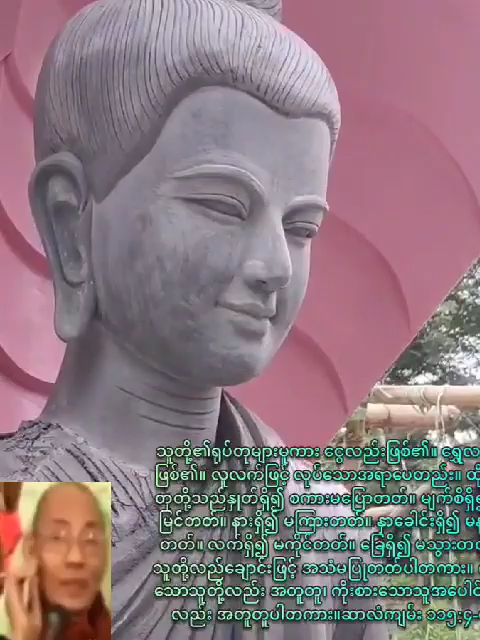 သူတို့၏ရုပ်တုများမူကား ငွေလည်းဖြစ်၏။ ရွှေလ
ဖြစ်၏။ လူလက်ဖြင့် လုပ်သောအရာပေတည်း။ ထို
တုတို့သည်နှုတ်ရှိ၍ စကားမပြောတတ်။ မျက်စိရှိ၍
မြင်တတ်။ နားရှိ၍ မကြားတတ်။ နှာခေါင်းရှိ၍ မန
တတ်။ လက်ရှိ၍ မကိုင်တတ်။ ခြေရှိ၍ မသွားတတ
သူတို့လည်ချောင်းဖြင့် အသံမပြုတတ်ပါတကား။
သောသူတို့လည်း အတူတူ၊ ကိုးစားသောသူအပေါင်
လည်း အတူတူပါတကား။ဆာလံကျမ်း ၁၁၅:၄-